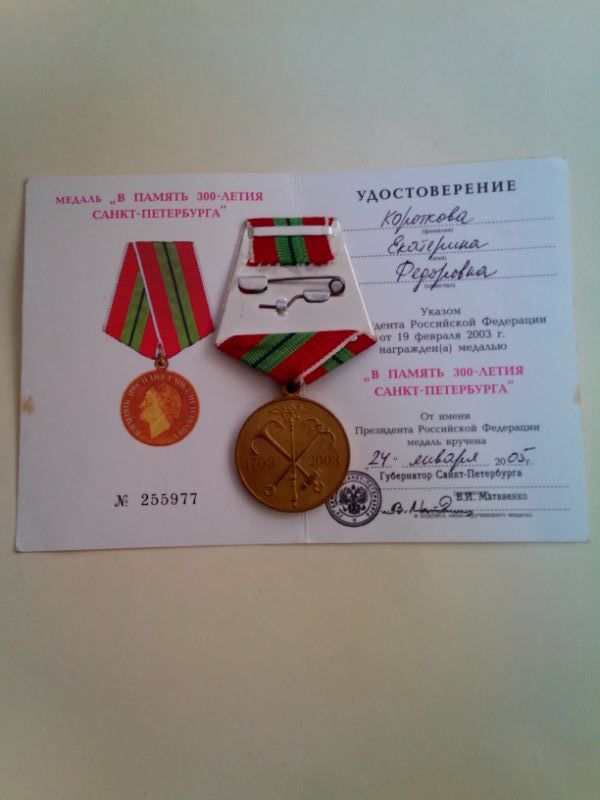 МЕДАЛЬ „В ПАМЯТЬ 300-ЛЕТИЯ
САНКТ-ПЕТЕРБУРГА"
№ 255977
1703 2003
УДОСТОВЕРЕНИЕ
Короткова
(фамилия)
Екатерина
(имя)
Федоровна
(отчество)
Указом
дента Российской Федерации
от 19 февраля 2003 г.
награжден(а) медалью
„В ПАМЯТЬ 300-ЛЕТИЯ
САНКТ-ПЕТЕРБУРГА"
От имени
Президента Российской Федерации
медаль вручена
"24" января 2005г.
Губернатор Санкт-Петербурга
В.И. Матвиенко